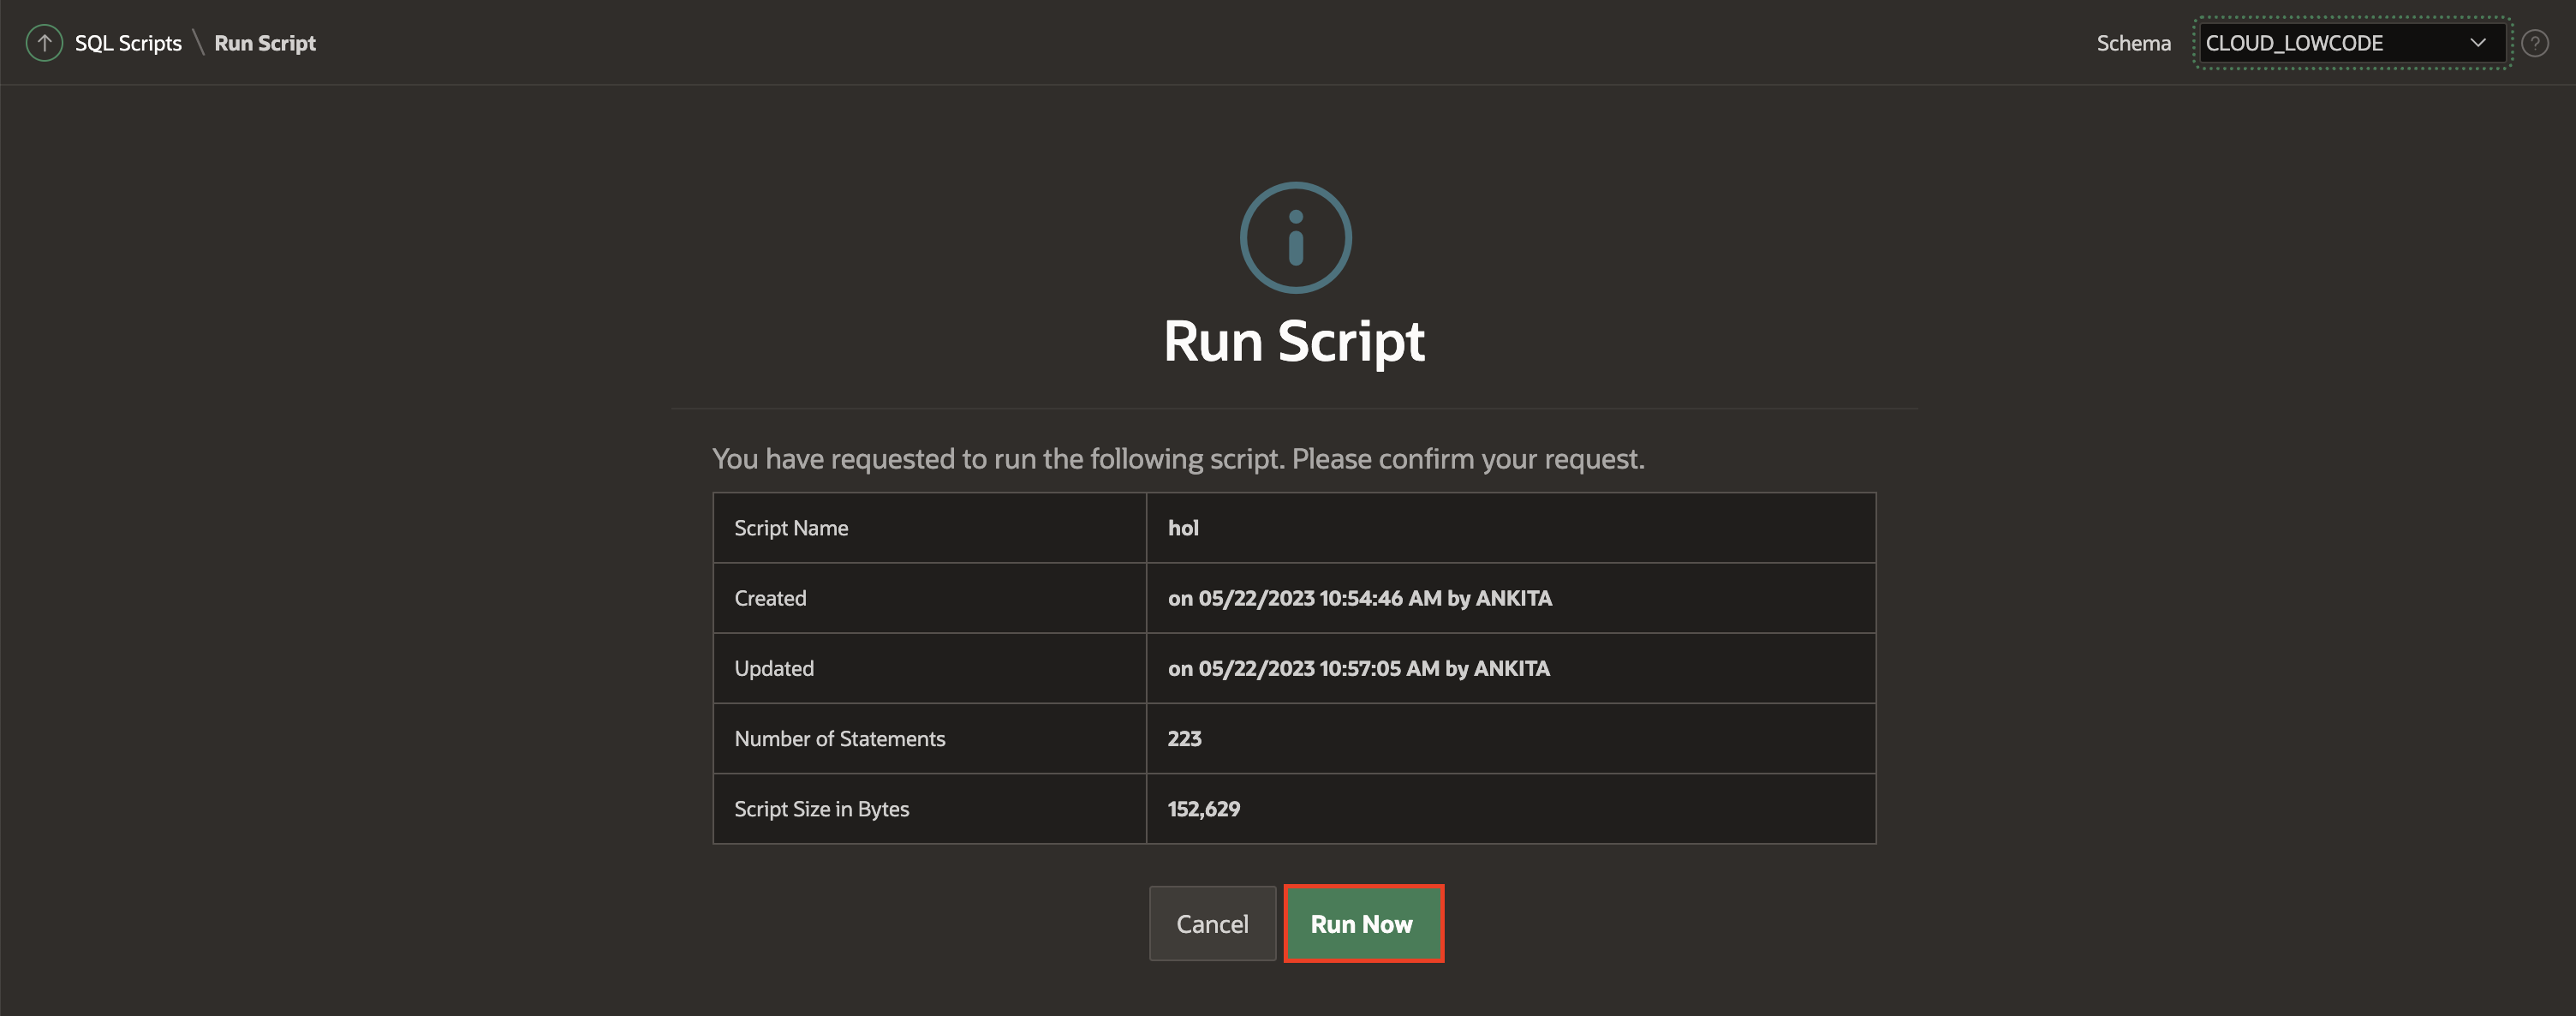 SQL Scripts \ Run Script
Schema CLOUD_LOWCODE ?
Run Script
You have requested to run the following script. Please confirm your request.
Script Name hol
Created on 05/22/2023 10:54:46 AM by ANKITA
Updated on 05/22/2023 10:57:05 AM by ANKITA
Number of Statements 223
Script Size in Bytes 152,629
Cancel Run Now